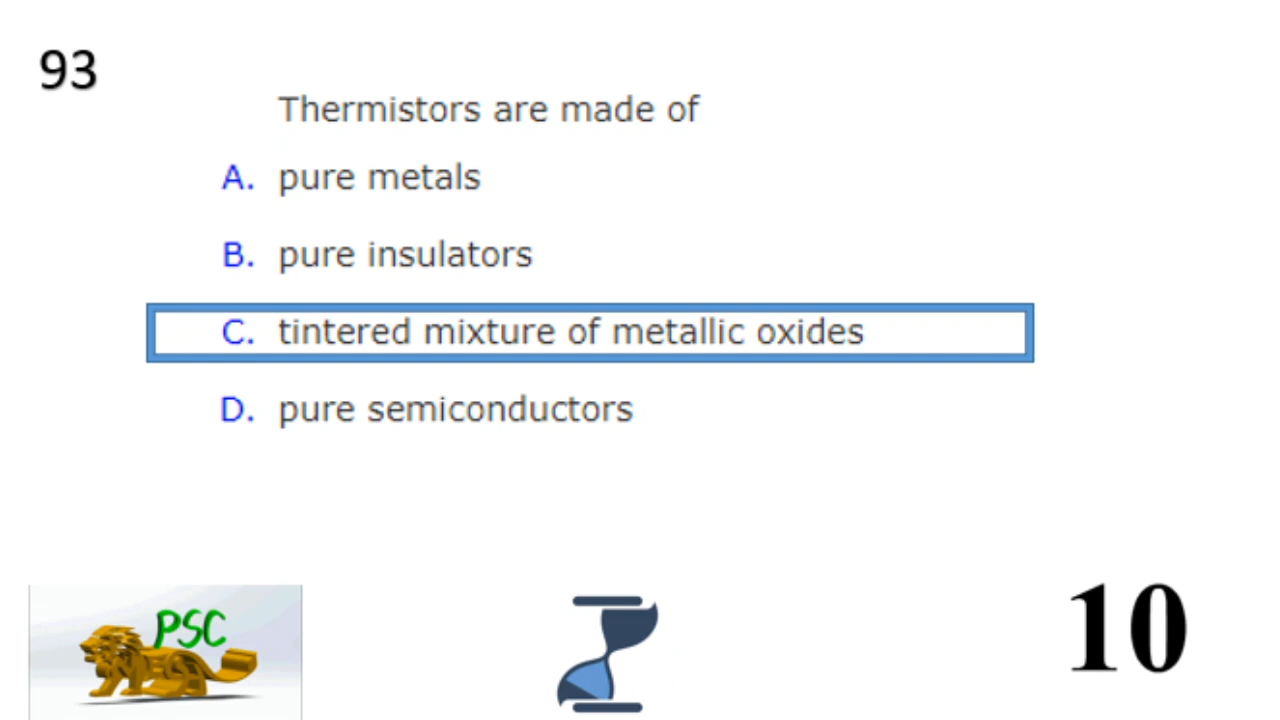 93
Thermistors are made of
A. pure metals
B. pure insulators
C. tintered mixture of metallic oxides
D. pure semiconductors
PSC
10